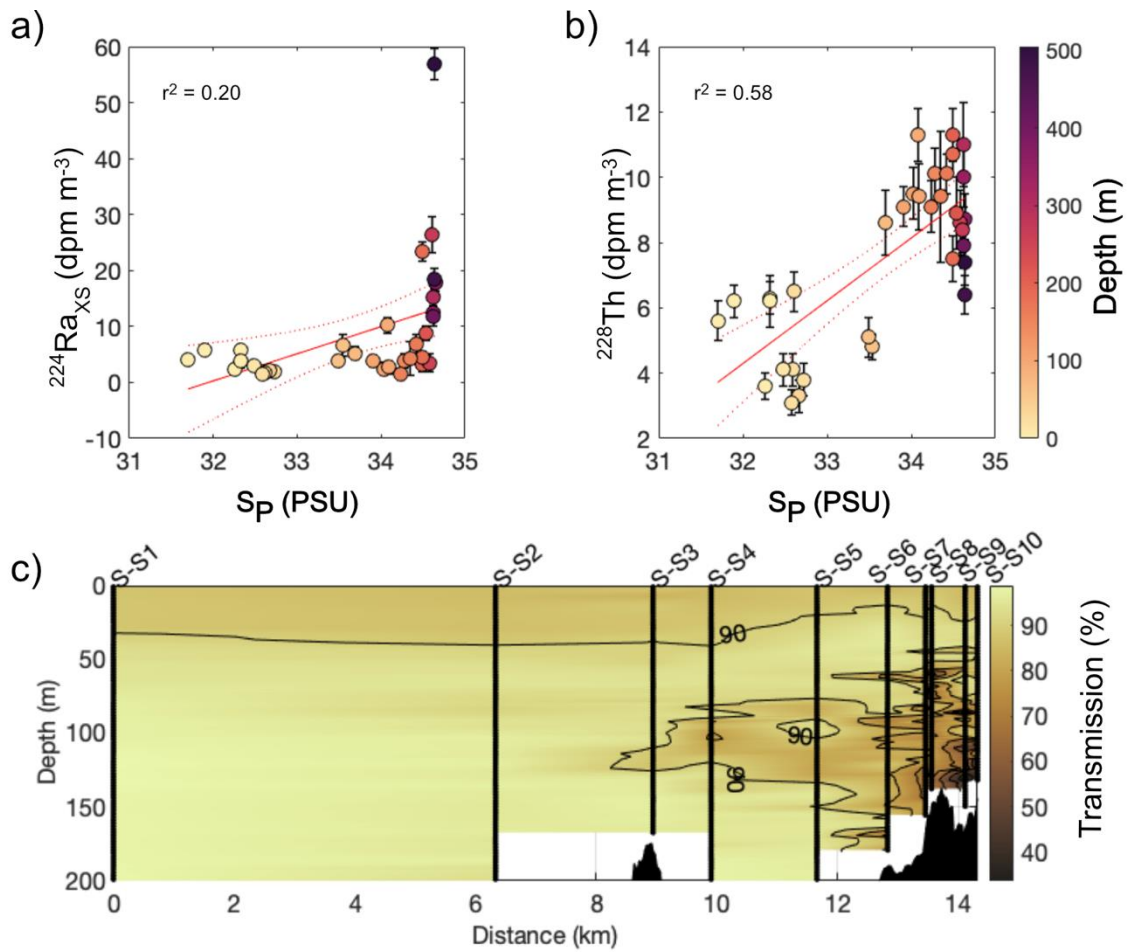 a)
b)
60
50
40
30
20
10
0
-10
r² = 0.20
²²⁴Ra_XS (dpm m⁻³)
31 32 33 34 35
S_P (PSU)
14
12
10
8
6
4
2
r² = 0.58
²²⁸Th (dpm m⁻³)
31 32 33 34 35
S_P (PSU)
500
400
300
200
100
0
Depth (m)
c)
S-S1 S-S2 S-S3 S-S4 S-S5 S-S6 S-S7 S-S8 S-S9 S-S10
0
50
100
150
200
Depth (m)
90
90
90
0 2 4 6 8 10 12 14
Distance (km)
90
80
70
60
50
40
Transmission (%)